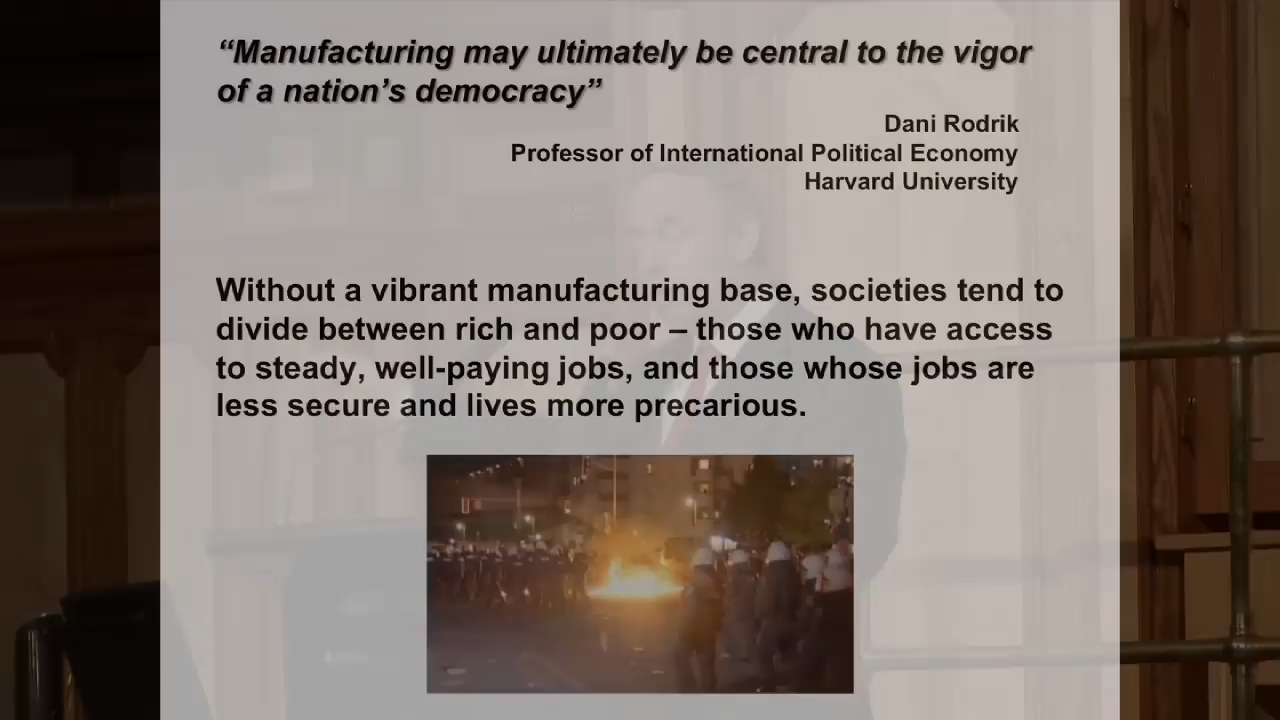 “Manufacturing may ultimately be central to the vigor
of a nation’s democracy”
Dani Rodrik
Professor of International Political Economy
Harvard University
Without a vibrant manufacturing base, societies tend to
divide between rich and poor – those who have access
to steady, well-paying jobs, and those whose jobs are
less secure and lives more precarious.